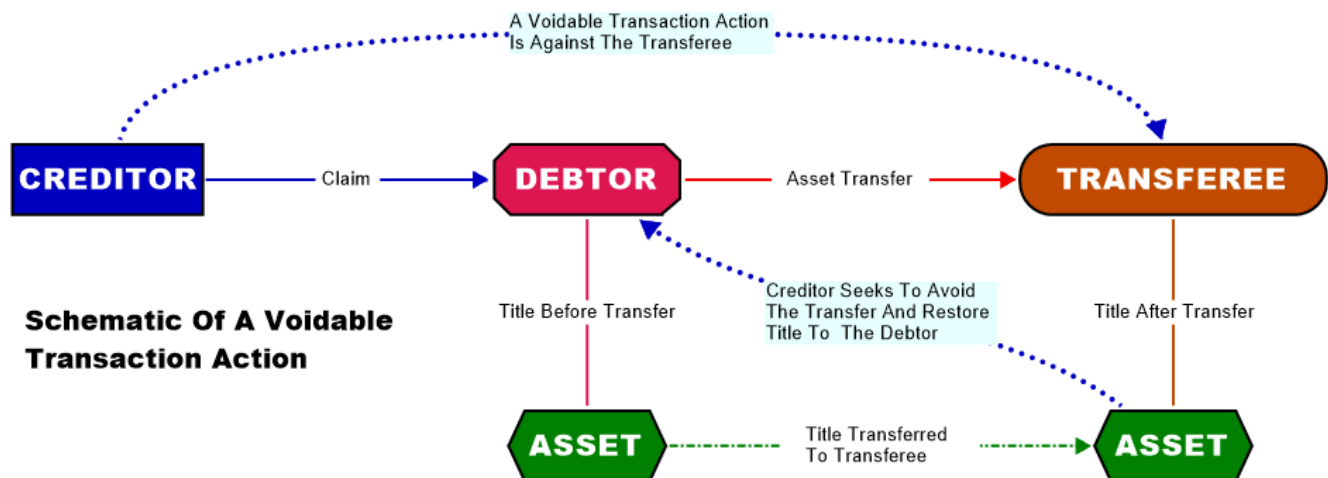 A Voidable Transaction Action
Is Against The Transferee
CREDITOR
Claim
DEBTOR
Asset Transfer
TRANSFEREE
Title Before Transfer
Creditor Seeks To Avoid
The Transfer And Restore
Title To The Debtor
Title After Transfer
Schematic Of A Voidable
Transaction Action
ASSET
Title Transferred
To Transferee
ASSET